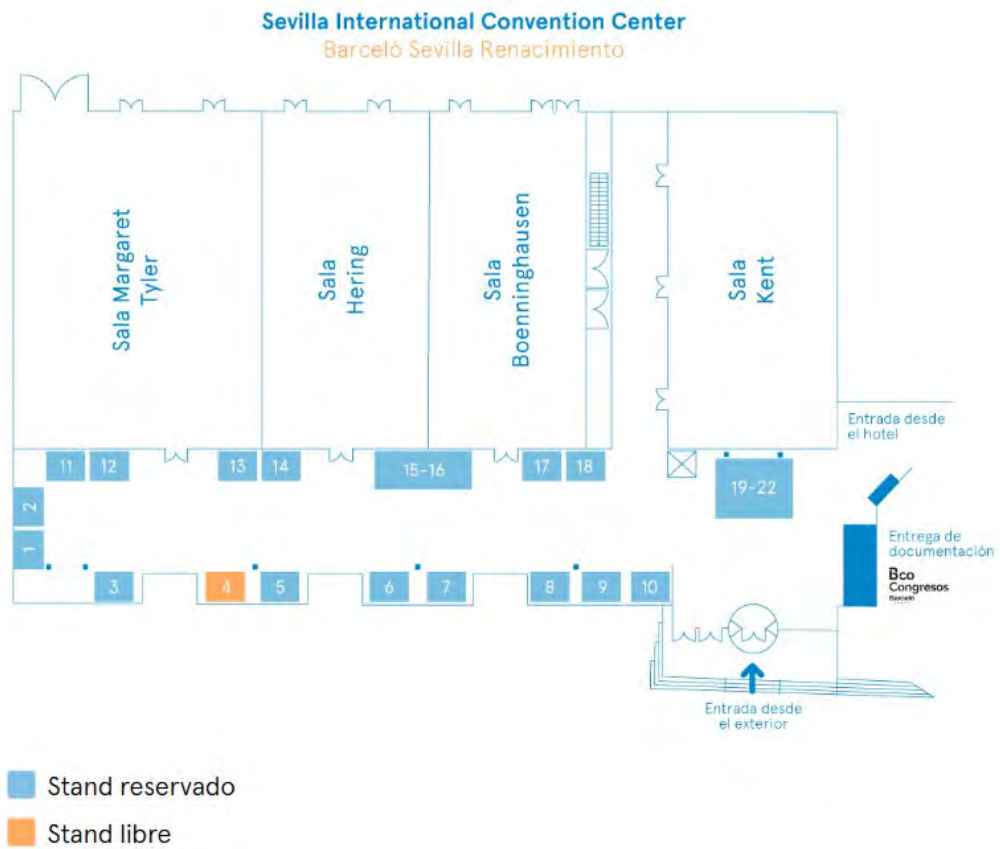 Sevilla International Convention Center
Barceló Sevilla Renacimiento
Sala Margaret
Tyler
Sala
Hering
Sala
Boenninghausen
Sala
Kent
Entrada desde
el hotel
11
12
13
14
15-16
17
18
19-22
2
1
Entrega de
documentación
Bco
Congresos
Barceló
3
4
5
6
7
8
9
10
Entrada desde
el exterior
Stand reservado
Stand libre